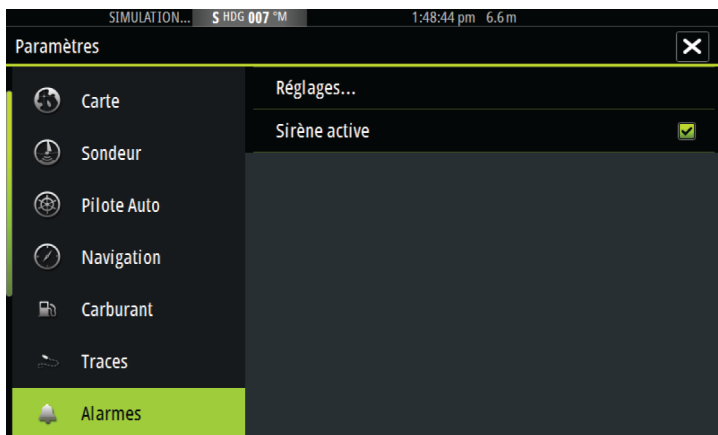 SIMULATION... S HDG 007 °M 1:48:44 pm 6.6 m
Paramètres
Carte
Sondeur
Pilote Auto
Navigation
Carburant
Traces
Alarmes
Réglages...
Sirène active